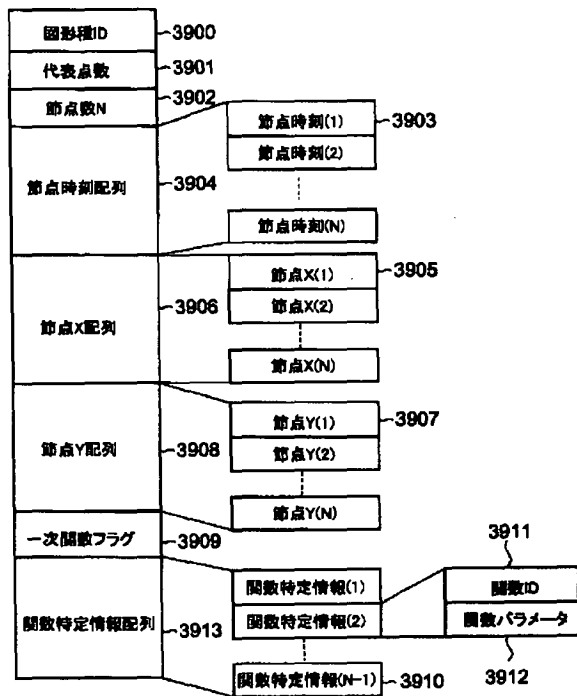 図形種ID
3900
代表点数
3901
節点数N
3902
節点時刻配列
3904
節点時刻(1)
3903
節点時刻(2)
節点時刻(N)
節点X配列
3906
節点X(1)
3905
節点X(2)
節点X(N)
節点Y配列
3908
節点Y(1)
3907
節点Y(2)
節点Y(N)
一次関数フラグ
3909
関数特定情報配列
3913
関数特定情報(1)
関数特定情報(2)
関数特定情報(N-1)
3910
3911
関数ID
関数パラメータ
3912